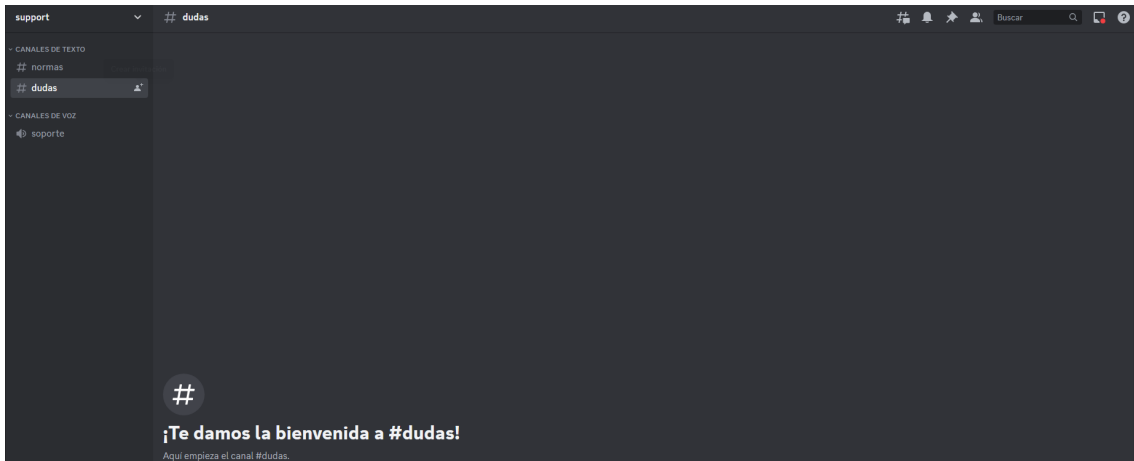 support
dudas
Buscar
CANALES DE TEXTO
normas
dudas
CANALES DE VOZ
soporte
#
¡Te damos la bienvenida a #dudas!
Aquí empieza el canal #dudas.